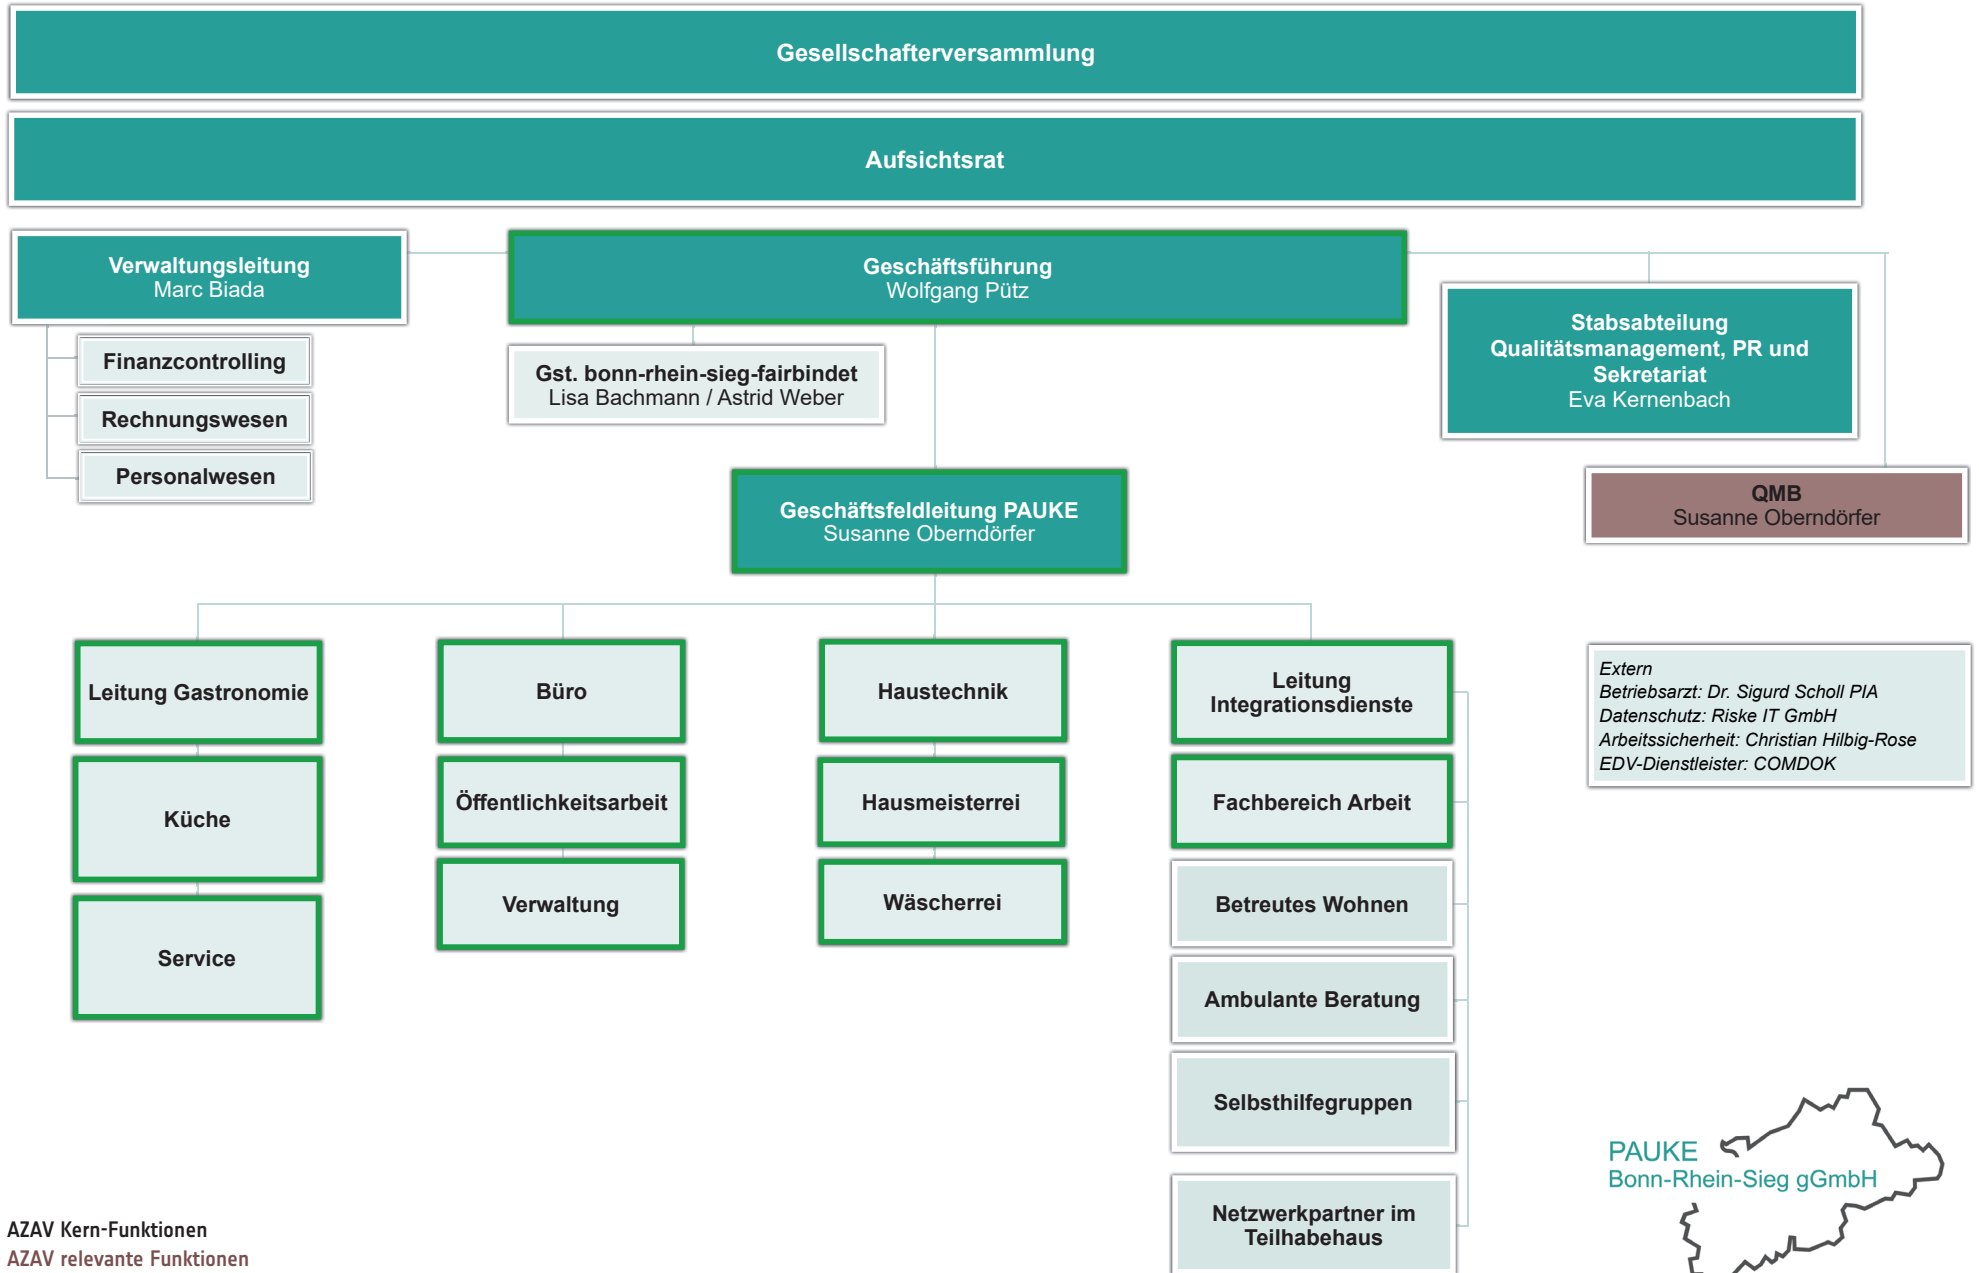 Gesellschafterversammlung
Aufsichtsrat
Verwaltungsleitung
Marc Biada
Geschäftsführung
Wolfgang Pütz
Stabsabteilung
Qualitätsmanagement, PR und
Sekretariat
Eva Kernenbach
Finanzcontrolling
Rechnungswesen
Personalwesen
Gst. bonn-rhein-sieg-fairbindet
Lisa Bachmann / Astrid Weber
Geschäftsfeldleitung PAUKE
Susanne Oberndörfer
QMB
Susanne Oberndörfer
Leitung Gastronomie
Küche
Service
Büro
Öffentlichkeitsarbeit
Verwaltung
Haustechnik
Hausmeisterrei
Wäscherrei
Leitung
Integrationsdienste
Fachbereich Arbeit
Betreutes Wohnen
Ambulante Beratung
Selbsthilfegruppen
Netzwerkpartner im
Teilhabehaus
Extern
Betriebsarzt: Dr. Sigurd Scholl PIA
Datenschutz: Riske IT GmbH
Arbeitssicherheit: Christian Hilbig-Rose
EDV-Dienstleister: COMDOK
PAUKE
Bonn-Rhein-Sieg gGmbH
AZAV Kern-Funktionen
AZAV relevante Funktionen